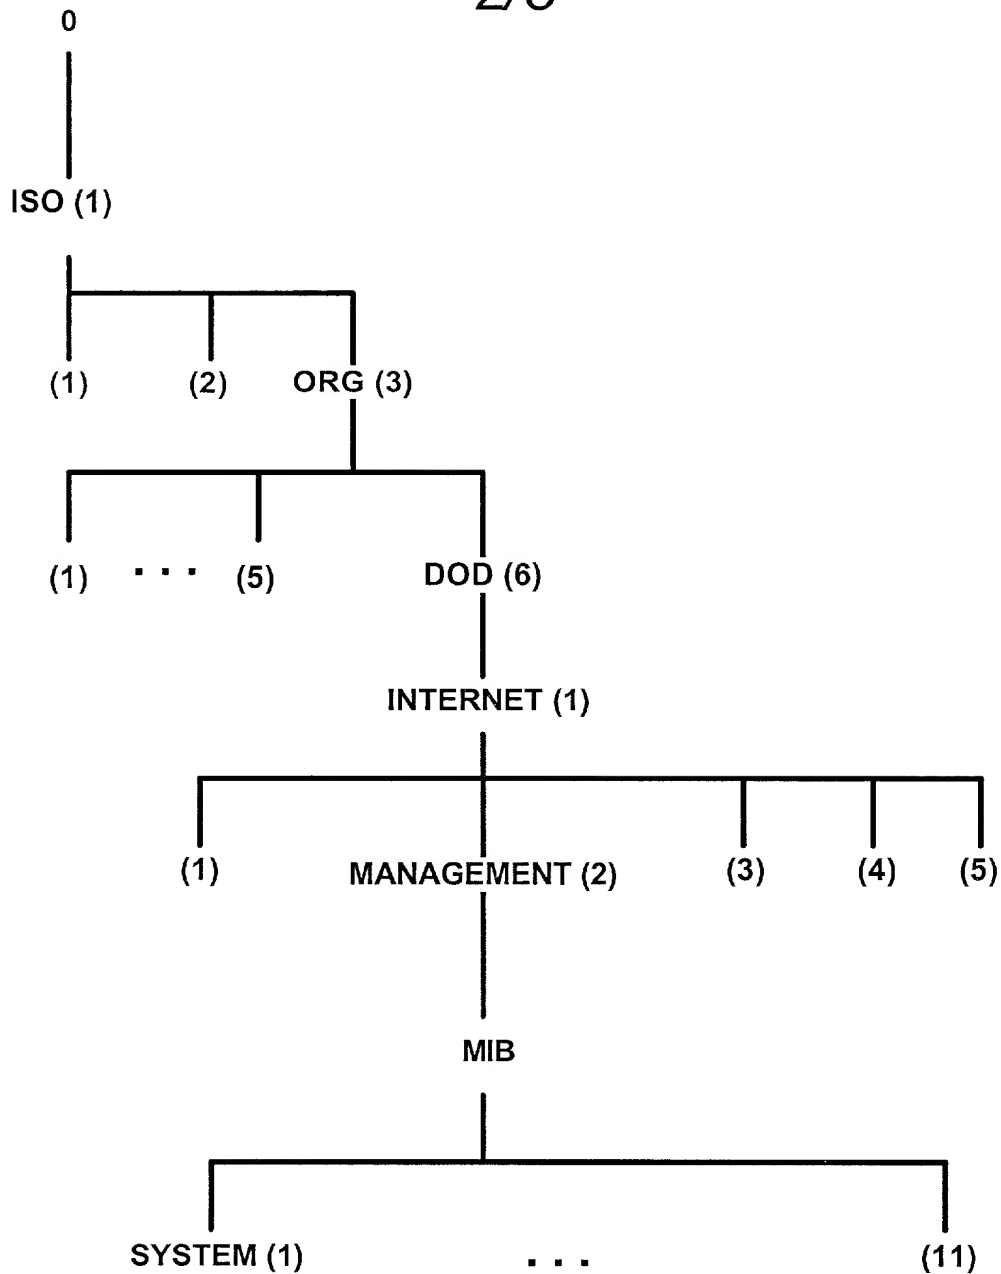 0
ISO (1)
(1) (2) ORG (3)
(1) ... (5) DOD (6)
INTERNET (1)
(1) MANAGEMENT (2) (3) (4) (5)
MIB
SYSTEM (1) ... (11)